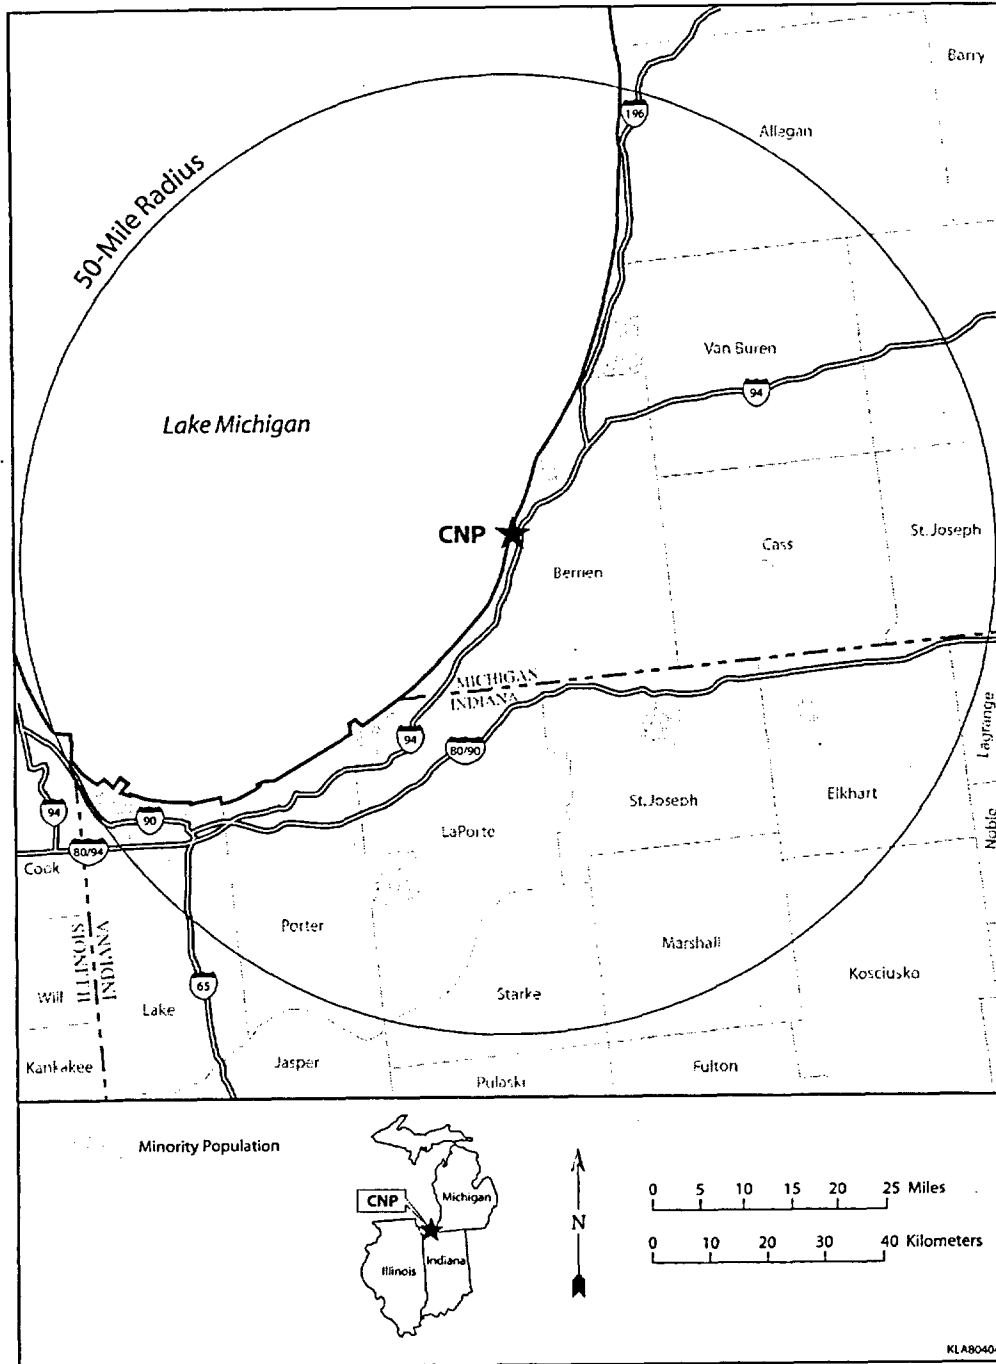 Barry
196
Allegan
50-Mile Radius
Van Buren
94
Lake Michigan
CNP
St. Joseph
Cass
Berrien
MICHIGAN
INDIANA
94
80/90
Lagrange
St. Joseph
Elkhart
94
90
LaPorte
Noble
80/94
Cook
Porter
Marshall
ILLINOIS
INDIANA
Kosciusko
Will
65
Starke
Lake
Kankakee
Jasper
Fulton
Pulaski
Minority Population
CNP
Michigan
Illinois
Indiana
N
0 5 10 15 20 25 Miles
0 10 20 30 40 Kilometers